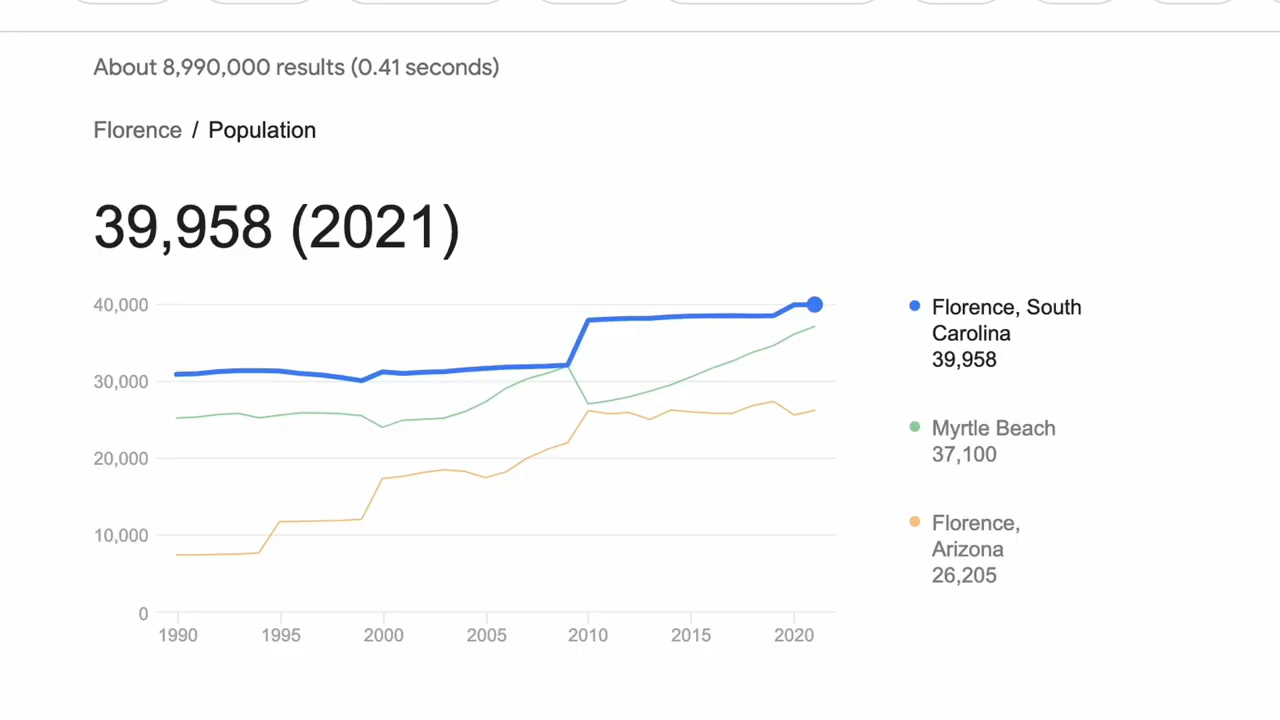 About 8,990,000 results (0.41 seconds)
Florence / Population
39,958 (2021)
40,000
30,000
20,000
10,000
0
1990 1995 2000 2005 2010 2015 2020
Florence, South
Carolina
39,958
Myrtle Beach
37,100
Florence,
Arizona
26,205